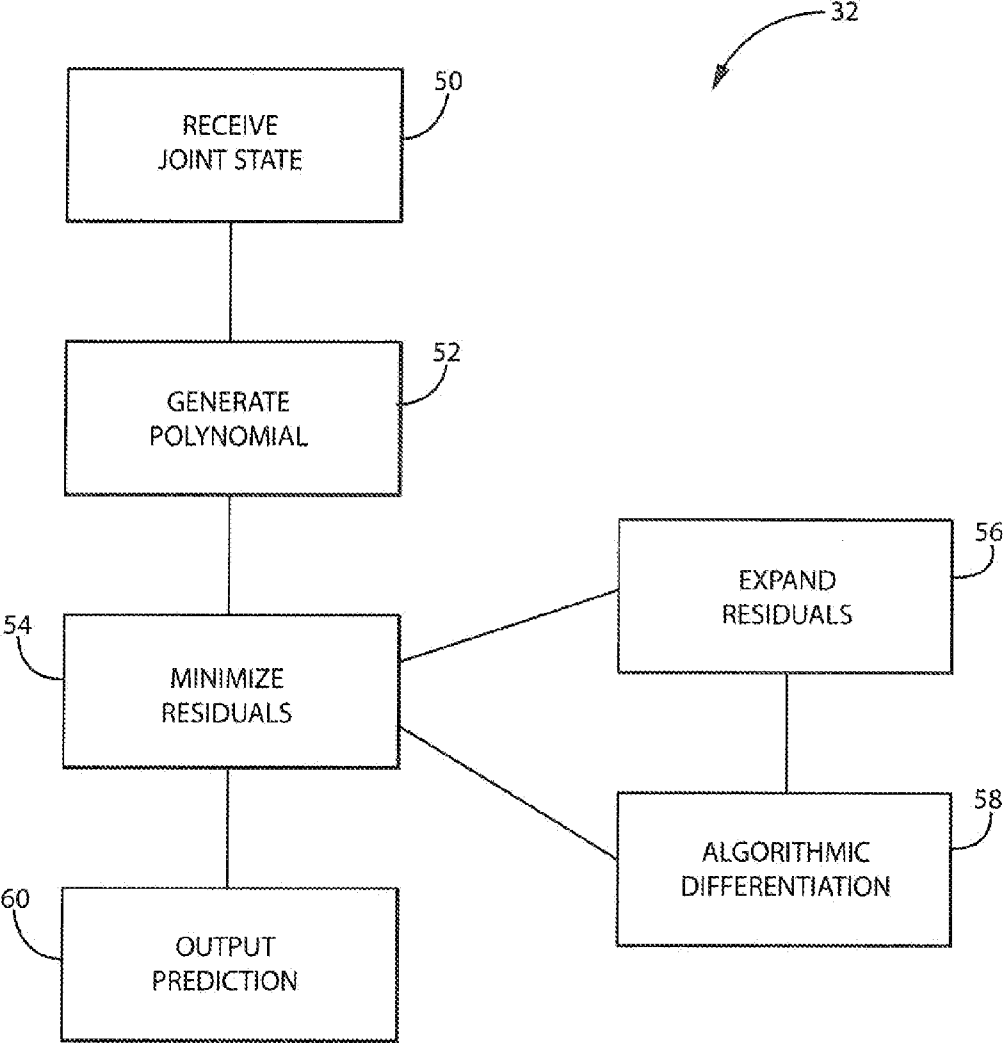 32
50
RECEIVE
JOINT STATE
52
GENERATE
POLYNOMIAL
54
MINIMIZE
RESIDUALS
56
EXPAND
RESIDUALS
58
ALGORITHMIC
DIFFERENTIATION
60
OUTPUT
PREDICTION